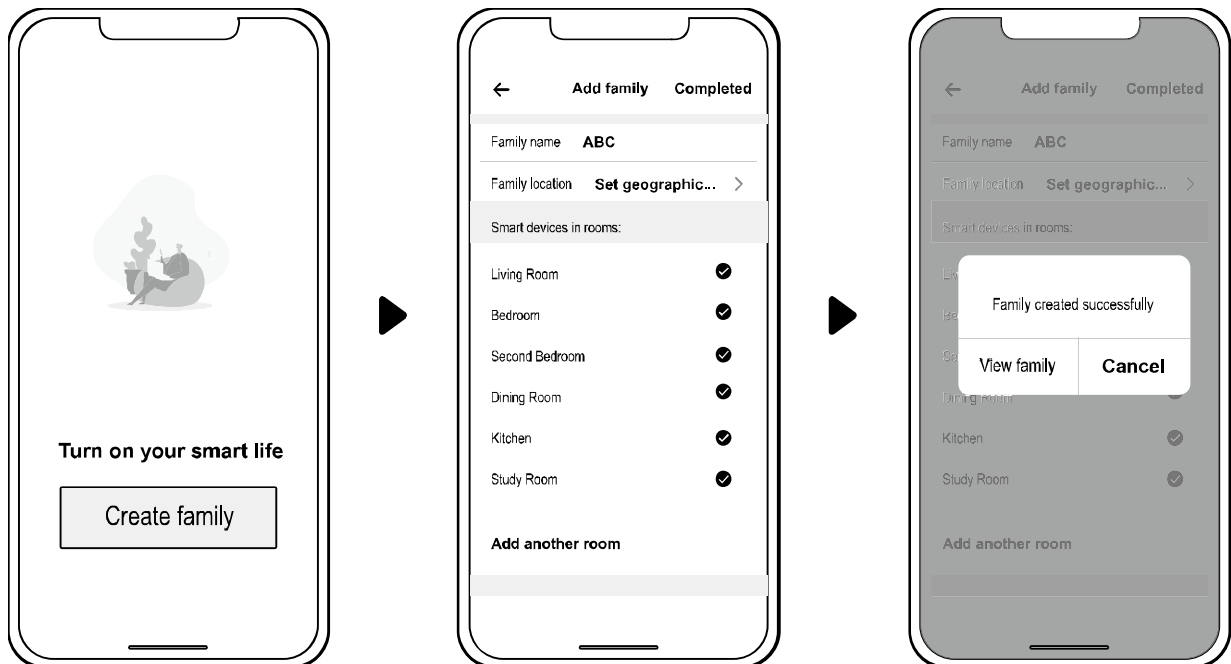 Turn on your smart life
Create family
Add family Completed
Family name ABC
Family location Set geographic...
Smart devices in rooms:
Living Room
Bedroom
Second Bedroom
Dining Room
Kitchen
Study Room
Add another room
Add family Completed
Family name ABC
Family location Set geographic...
Smart devices in rooms:
Family created successfully
View family Cancel
Dining Room
Kitchen
Study Room
Add another room